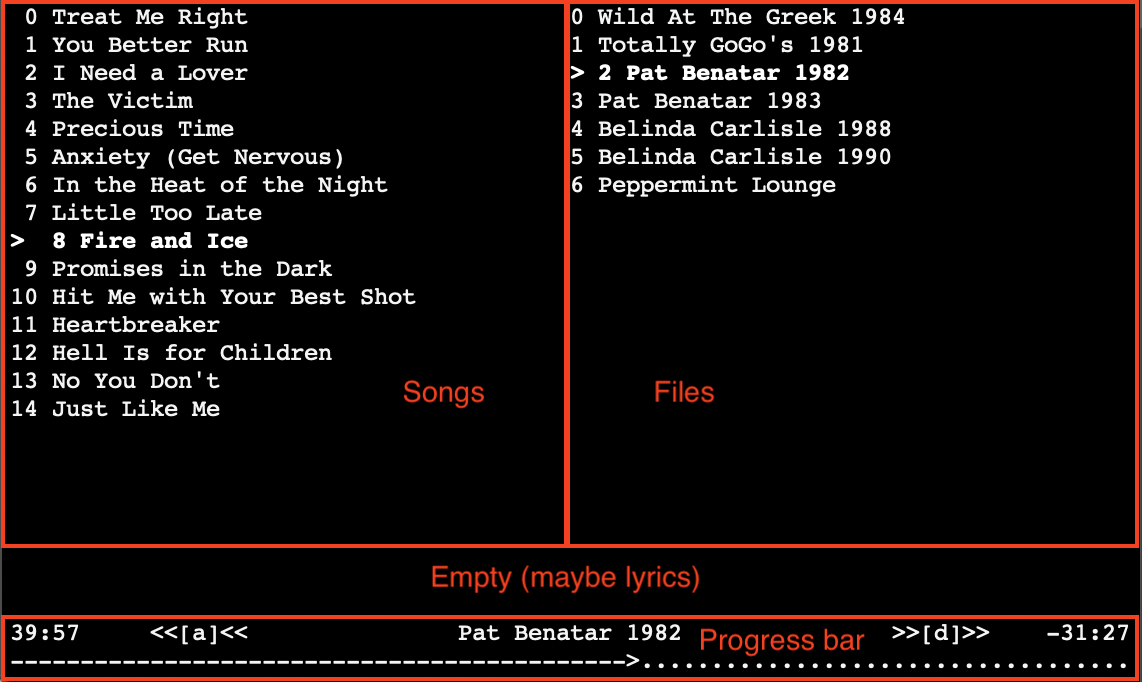 0 Treat Me Right
1 You Better Run
2 I Need a Lover
3 The Victim
4 Precious Time
5 Anxiety (Get Nervous)
6 In the Heat of the Night
7 Little Too Late
> 8 Fire and Ice
9 Promises in the Dark
10 Hit Me with Your Best Shot
11 Heartbreaker
12 Hell Is for Children
13 No You Don't
14 Just Like Me
Songs
0 Wild At The Greek 1984
1 Totally GoGo's 1981
> 2 Pat Benatar 1982
3 Pat Benatar 1983
4 Belinda Carlisle 1988
5 Belinda Carlisle 1990
6 Peppermint Lounge
Files
Empty (maybe lyrics)
39:57 <<[a]<< Pat Benatar 1982 Progress bar >>[d]>> -31:27
-------------------------------------------->...................................